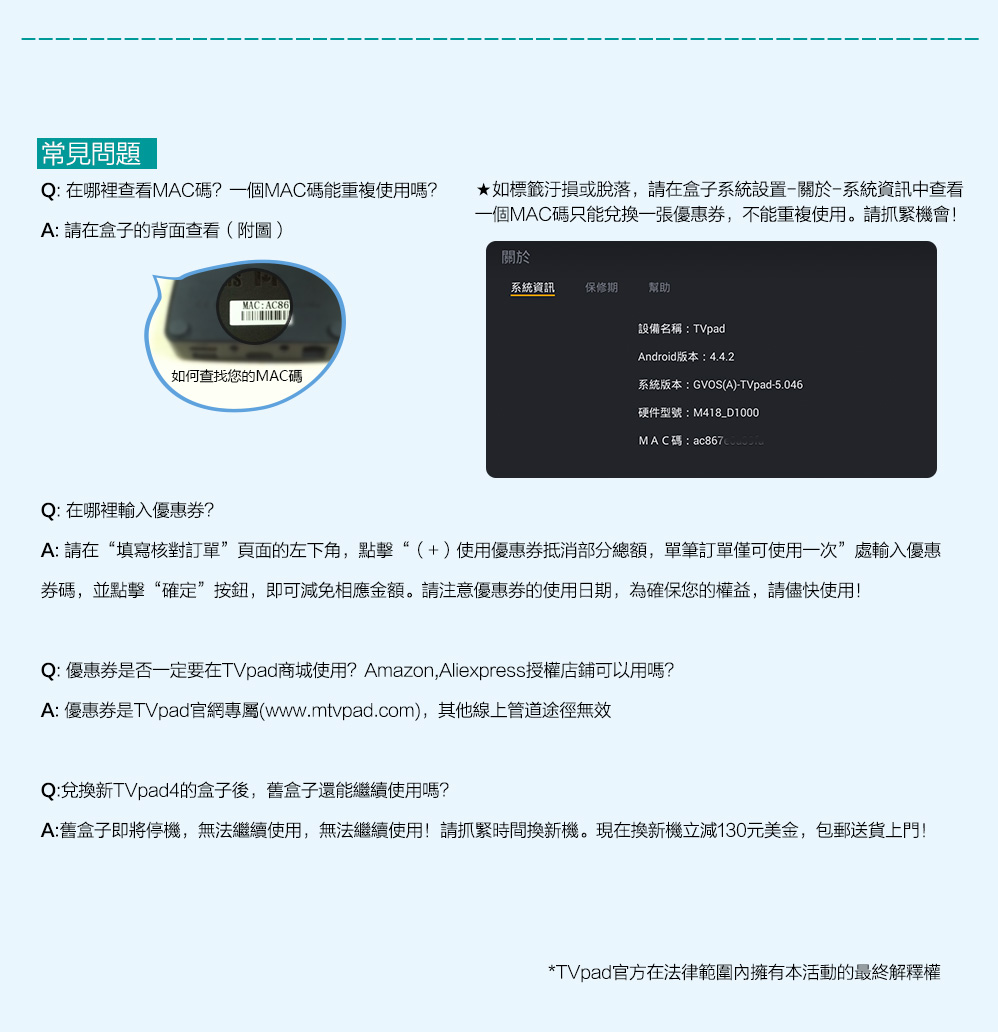 常見問題
Q: 在哪裡查看MAC碼？一個MAC碼能重複使用嗎？
A: 請在盒子的背面查看（附圖）
MAC:AC86
如何查找您的MAC碼
★如標籤汙損或脫落，請在盒子系統設置-關於-系統資訊中查看
一個MAC碼只能兌換一張優惠券，不能重複使用。請抓緊機會！
關於
系統資訊 保修期 幫助
設備名稱：TVpad
Android版本：4.4.2
系統版本：GVOS(A)-TVpad-5.046
硬件型號：M418_D1000
MAC碼：ac867
Q: 在哪裡輸入優惠券？
A: 請在“填寫核對訂單”頁面的左下角，點擊“（+）使用優惠券抵消部分總額，單筆訂單僅可使用一次”處輸入優惠
券碼，並點擊“確定”按鈕，即可減免相應金額。請注意優惠券的使用日期，為確保您的權益，請儘快使用！
Q: 優惠券是否一定要在TVpad商城使用？Amazon,Aliexpress授權店鋪可以用嗎？
A: 優惠券是TVpad官網專屬(www.mtvpad.com)，其他線上管道途徑無效
Q:兌換新TVpad4的盒子後，舊盒子還能繼續使用嗎？
A:舊盒子即將停機，無法繼續使用，無法繼續使用！請抓緊時間換新機。現在換新機立減130元美金，包郵送貨上門！
*TVpad官方在法律範圍內擁有本活動的最終解釋權